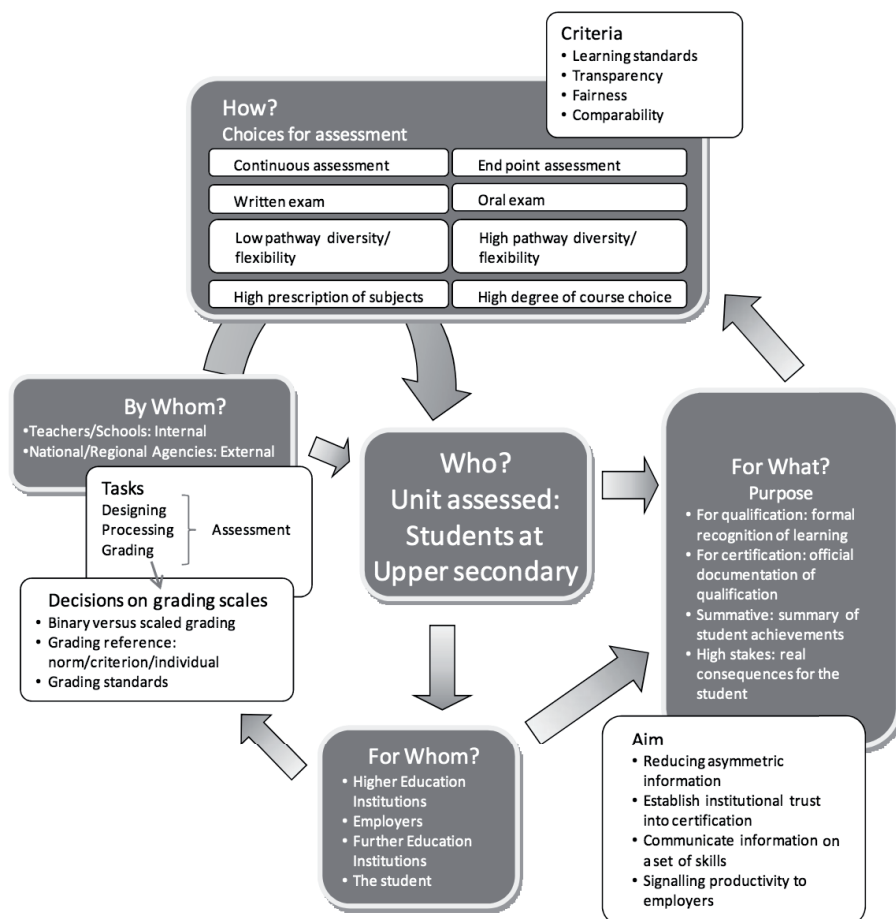 Criteria
• Learning standards
• Transparency
• Fairness
• Comparability
How?
Choices for assessment
Continuous assessment
End point assessment
Written exam
Oral exam
Low pathway diversity/
flexibility
High pathway diversity/
flexibility
High prescription of subjects
High degree of course choice
By Whom?
•Teachers/Schools: Internal
•National/Regional Agencies: External
Tasks
Designing
Processing
Grading
Assessment
Decisions on grading scales
• Binary versus scaled grading
• Grading reference:
norm/criterion/individual
• Grading standards
Who?
Unit assessed:
Students at
Upper secondary
For What?
Purpose
• For qualification: formal
recognition of learning
• For certification: official
documentation of
qualification
• Summative: summary of
student achievements
• High stakes: real
consequences for the
student
For Whom?
• Higher Education
Institutions
• Employers
• Further Education
Institutions
• The student
Aim
• Reducing asymmetric
information
• Establish institutional trust
into certification
• Communicate information on
a set of skills
• Signalling productivity to
employers